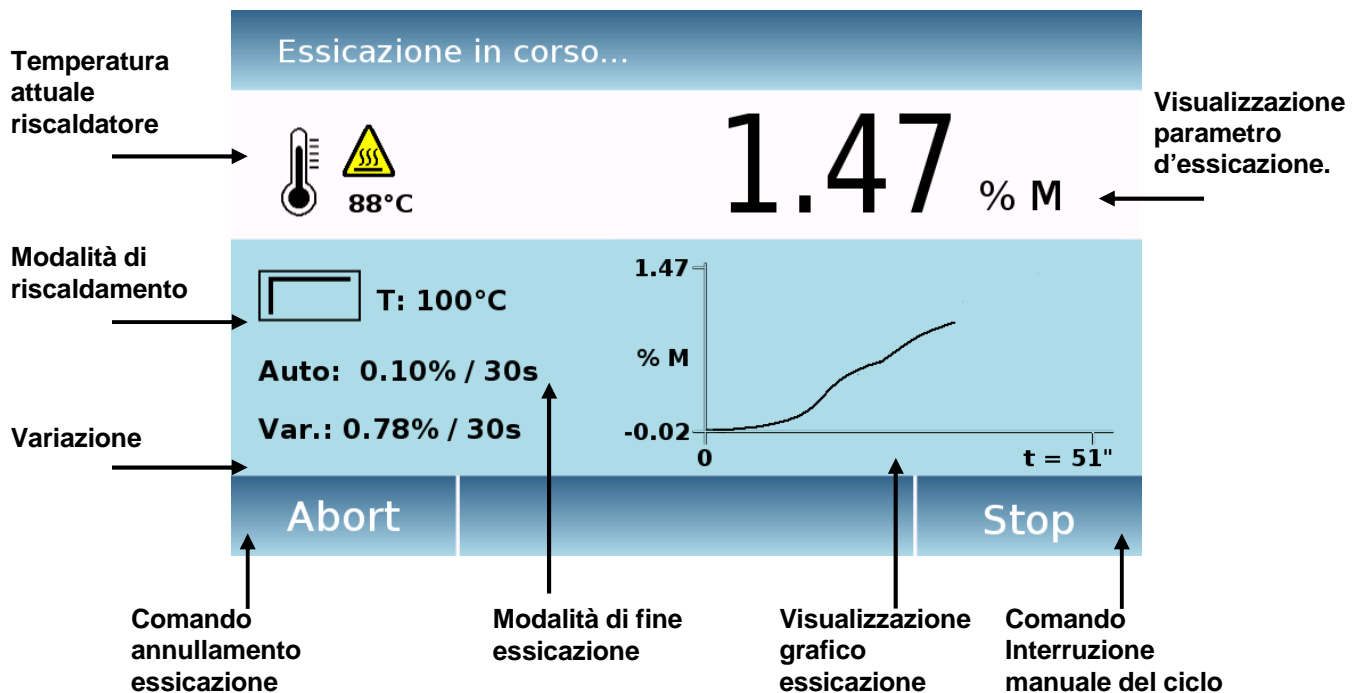 Essicazione in corso...
Temperatura
attuale
riscaldatore
88°C
1.47 % M
Visualizzazione
parametro
d'essicazione.
Modalità di
riscaldamento
T: 100°C
Auto: 0.10% / 30s
Var.: 0.78% / 30s
Variazione
1.47
% M
-0.02
0
t = 51"
Abort
Stop
Comando
annullamento
essicazione
Modalità di fine
essicazione
Visualizzazione
grafico
essicazione
Comando
Interruzione
manuale del ciclo